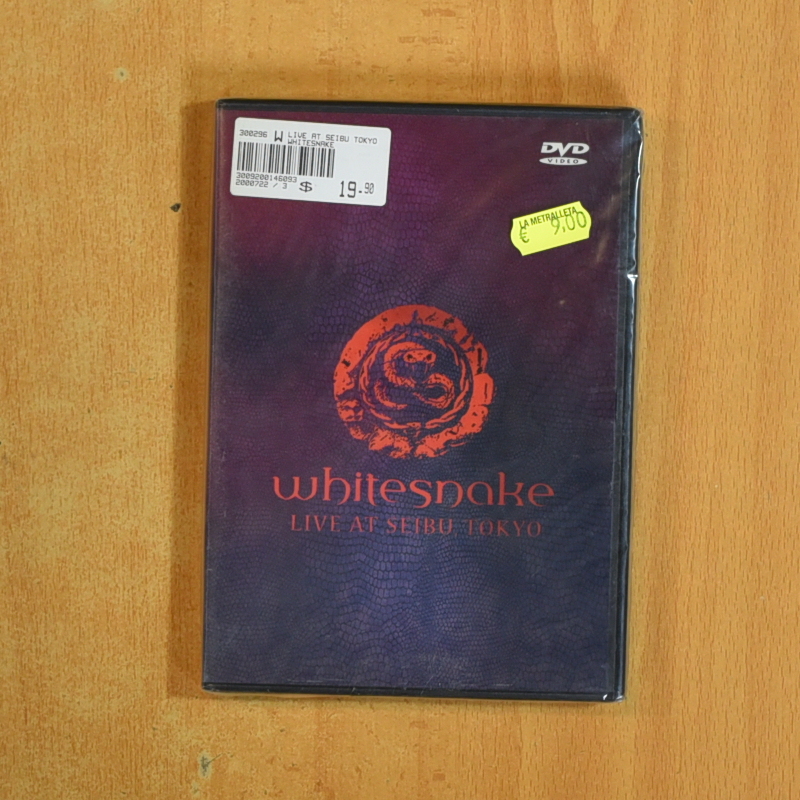 300296 W LIVE AT SEIBU TOKYO
WHITESNAKE
3009200146093
2000722 / 3 $ 19.90
DVD
VIDEO
LA METRALLETA
€ 9,00
whitesnake
LIVE AT SEIBU TOKYO